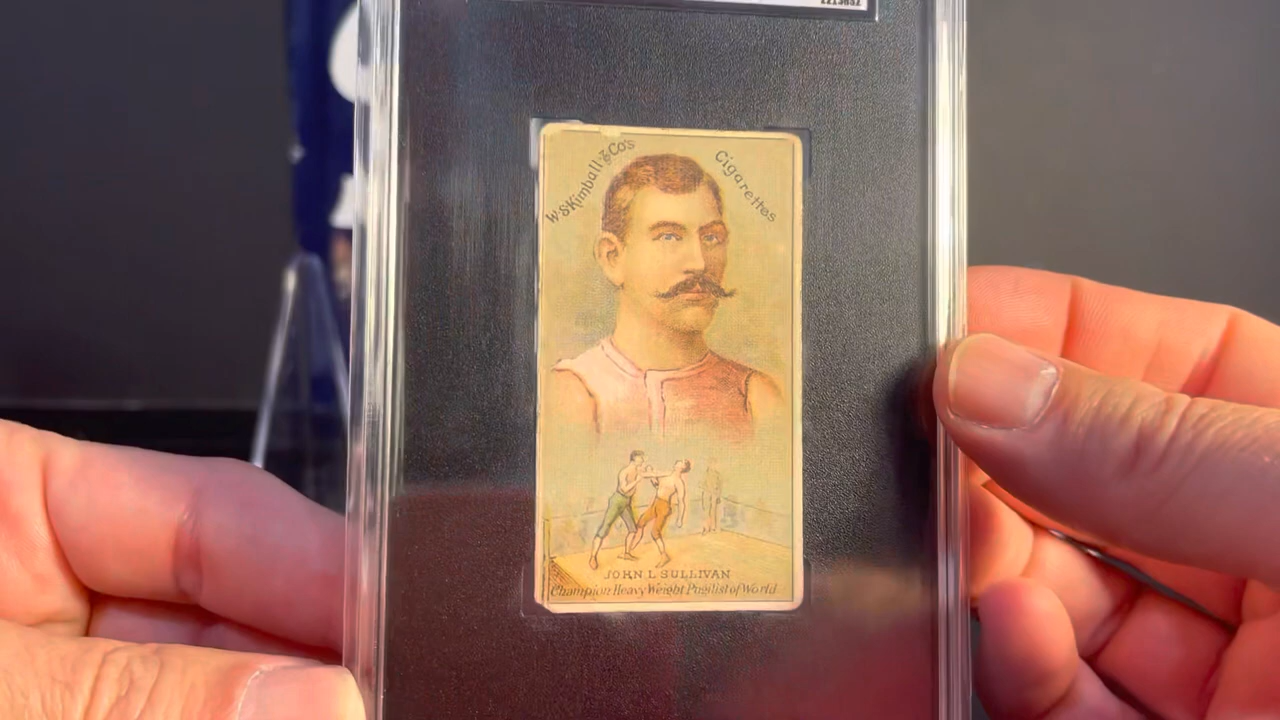 W.S Kimball & Co's Cigarettes
JOHN L SULLIVAN
Champion Heavy Weight Pugilist of World